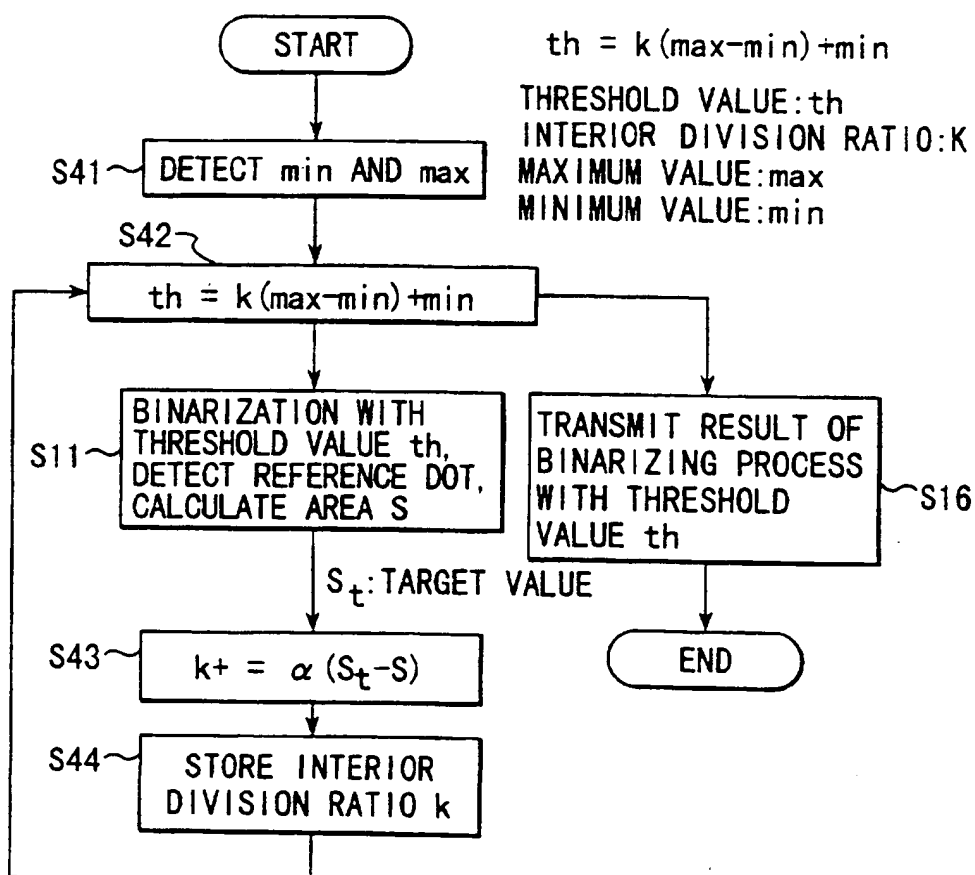 START
th = k(max-min)+min
THRESHOLD VALUE:th
INTERIOR DIVISION RATIO:K
MAXIMUM VALUE:max
MINIMUM VALUE:min
S41
DETECT min AND max
S42
th = k(max-min)+min
S11
BINARIZATION WITH
THRESHOLD VALUE th,
DETECT REFERENCE DOT,
CALCULATE AREA S
TRANSMIT RESULT OF
BINARIZING PROCESS
WITH THRESHOLD
VALUE th
S16
St:TARGET VALUE
S43
k+ = α(St-S)
END
S44
STORE INTERIOR
DIVISION RATIO k